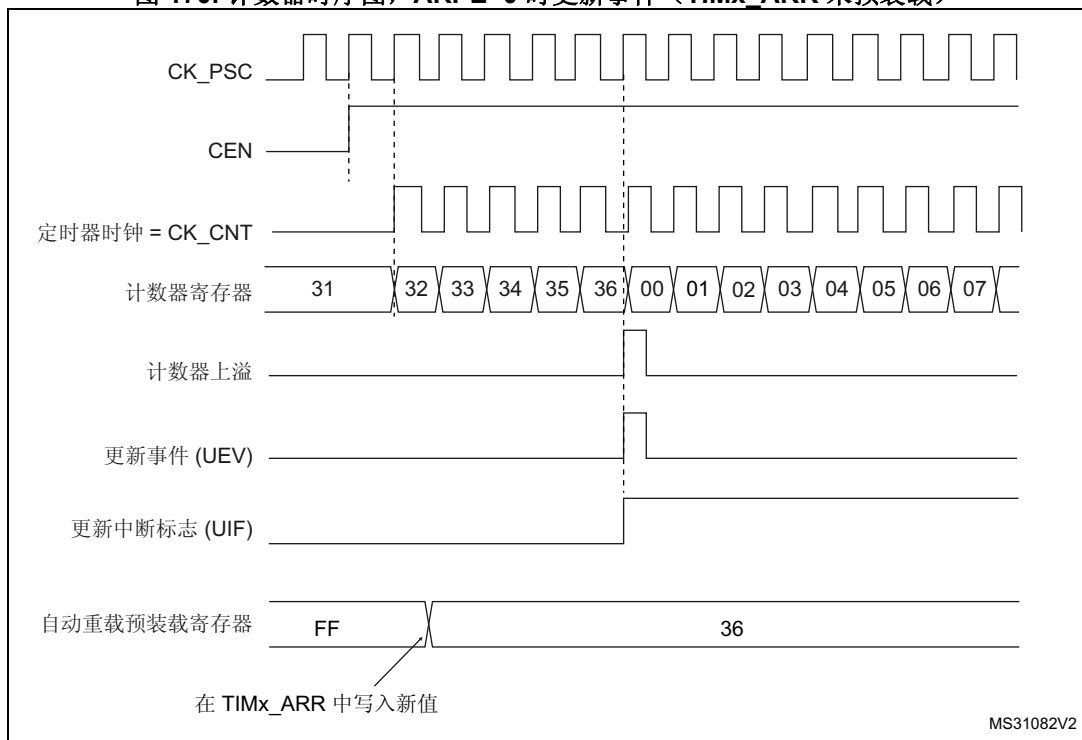 CK_PSC
CEN
定时器时钟 = CK_CNT
计数器寄存器 31 32 33 34 35 36 00 01 02 03 04 05 06 07
计数器上溢
更新事件 (UEV)
更新中断标志 (UIF)
自动重载预装载寄存器 FF 36
在 TIMx_ARR 中写入新值
MS31082V2